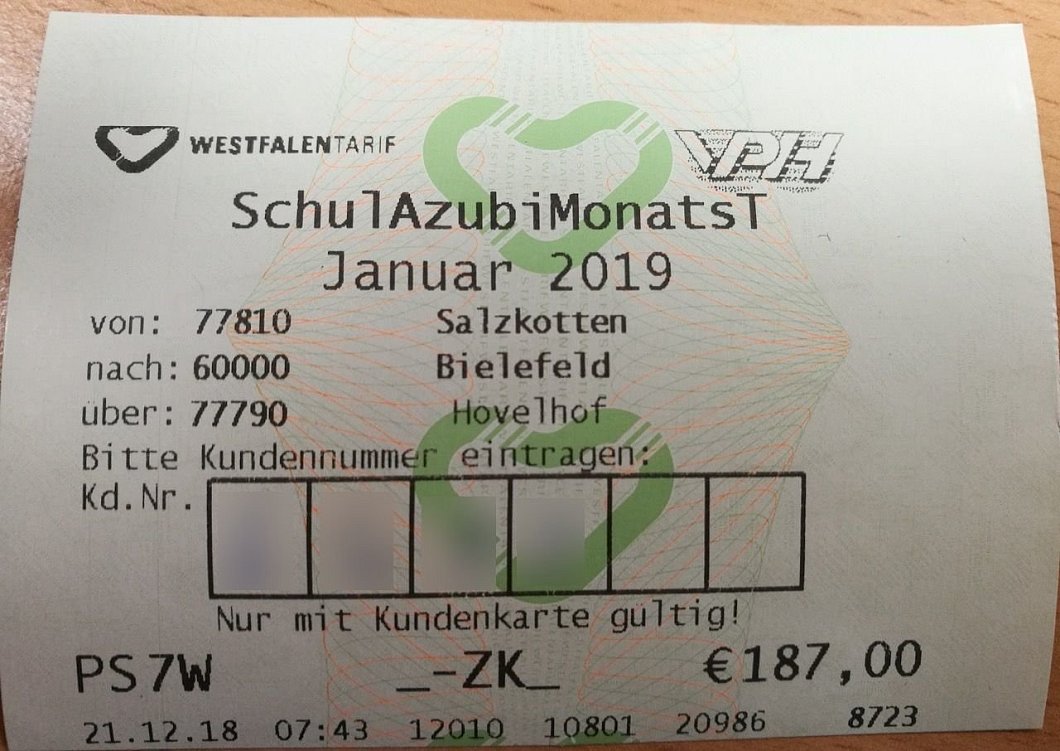 WESTFALENTARIF VPH
SchulAzubiMonatsT
Januar 2019
von: 77810 Salzkotten
nach: 60000 Bielefeld
über: 77790 Hovelhof
Bitte Kundennummer eintragen:
Kd.Nr.
Nur mit Kundenkarte gültig!
PS7W _-ZK_ €187,00
21.12.18 07:43 12010 10801 20986 8723